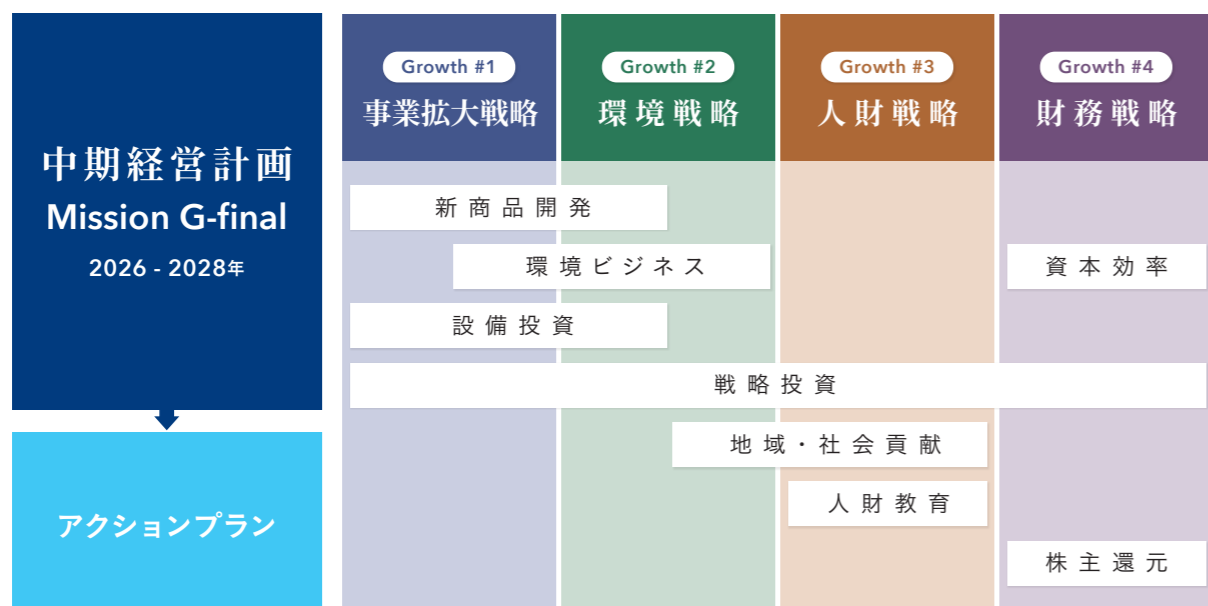 中期経営計画
Mission G-final
2026 - 2028年
アクションプラン
Growth #1
事業拡大戦略
Growth #2
環境戦略
Growth #3
人財戦略
Growth #4
財務戦略
新商品開発
環境ビジネス
資本効率
設備投資
戦略投資
地域・社会貢献
人財教育
株主還元